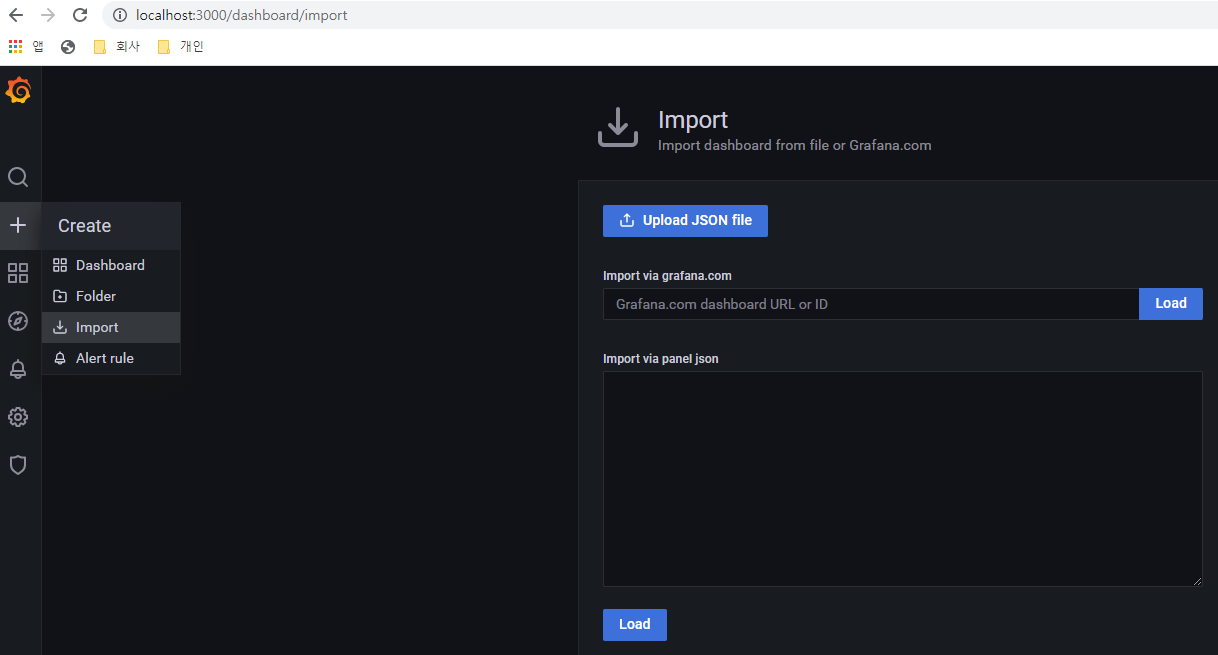 localhost:3000/dashboard/import
앱 회사 개인
Import
Import dashboard from file or Grafana.com
Create
Dashboard
Folder
Import
Alert rule
Upload JSON file
Import via grafana.com
Grafana.com dashboard URL or ID Load
Import via panel json
Load